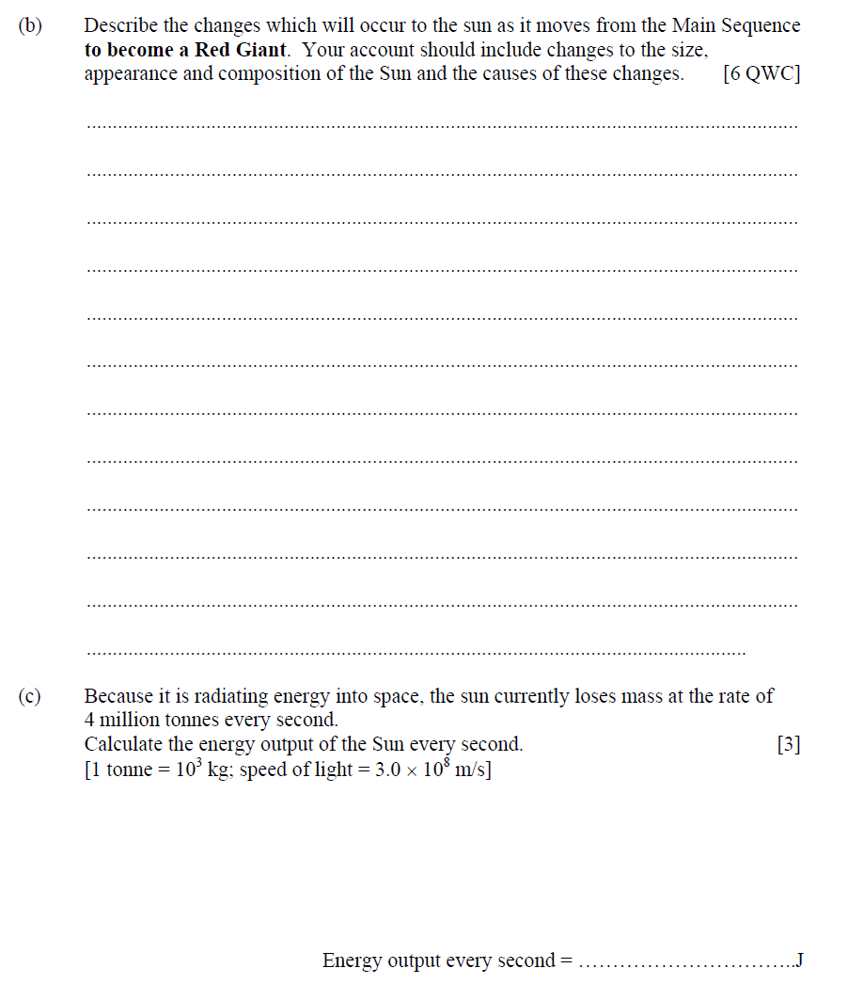 (b) Describe the changes which will occur to the sun as it moves from the Main Sequence
to become a Red Giant. Your account should include changes to the size,
appearance and composition of the Sun and the causes of these changes. [6 QWC]
....................................................................................................
....................................................................................................
....................................................................................................
....................................................................................................
....................................................................................................
....................................................................................................
....................................................................................................
....................................................................................................
....................................................................................................
....................................................................................................
....................................................................................................
....................................................................................................
(c) Because it is radiating energy into space, the sun currently loses mass at the rate of
4 million tonnes every second.
Calculate the energy output of the Sun every second. [3]
[1 tonne = 10³ kg; speed of light = 3.0 × 10⁸ m/s]
Energy output every second = ……………………………..J